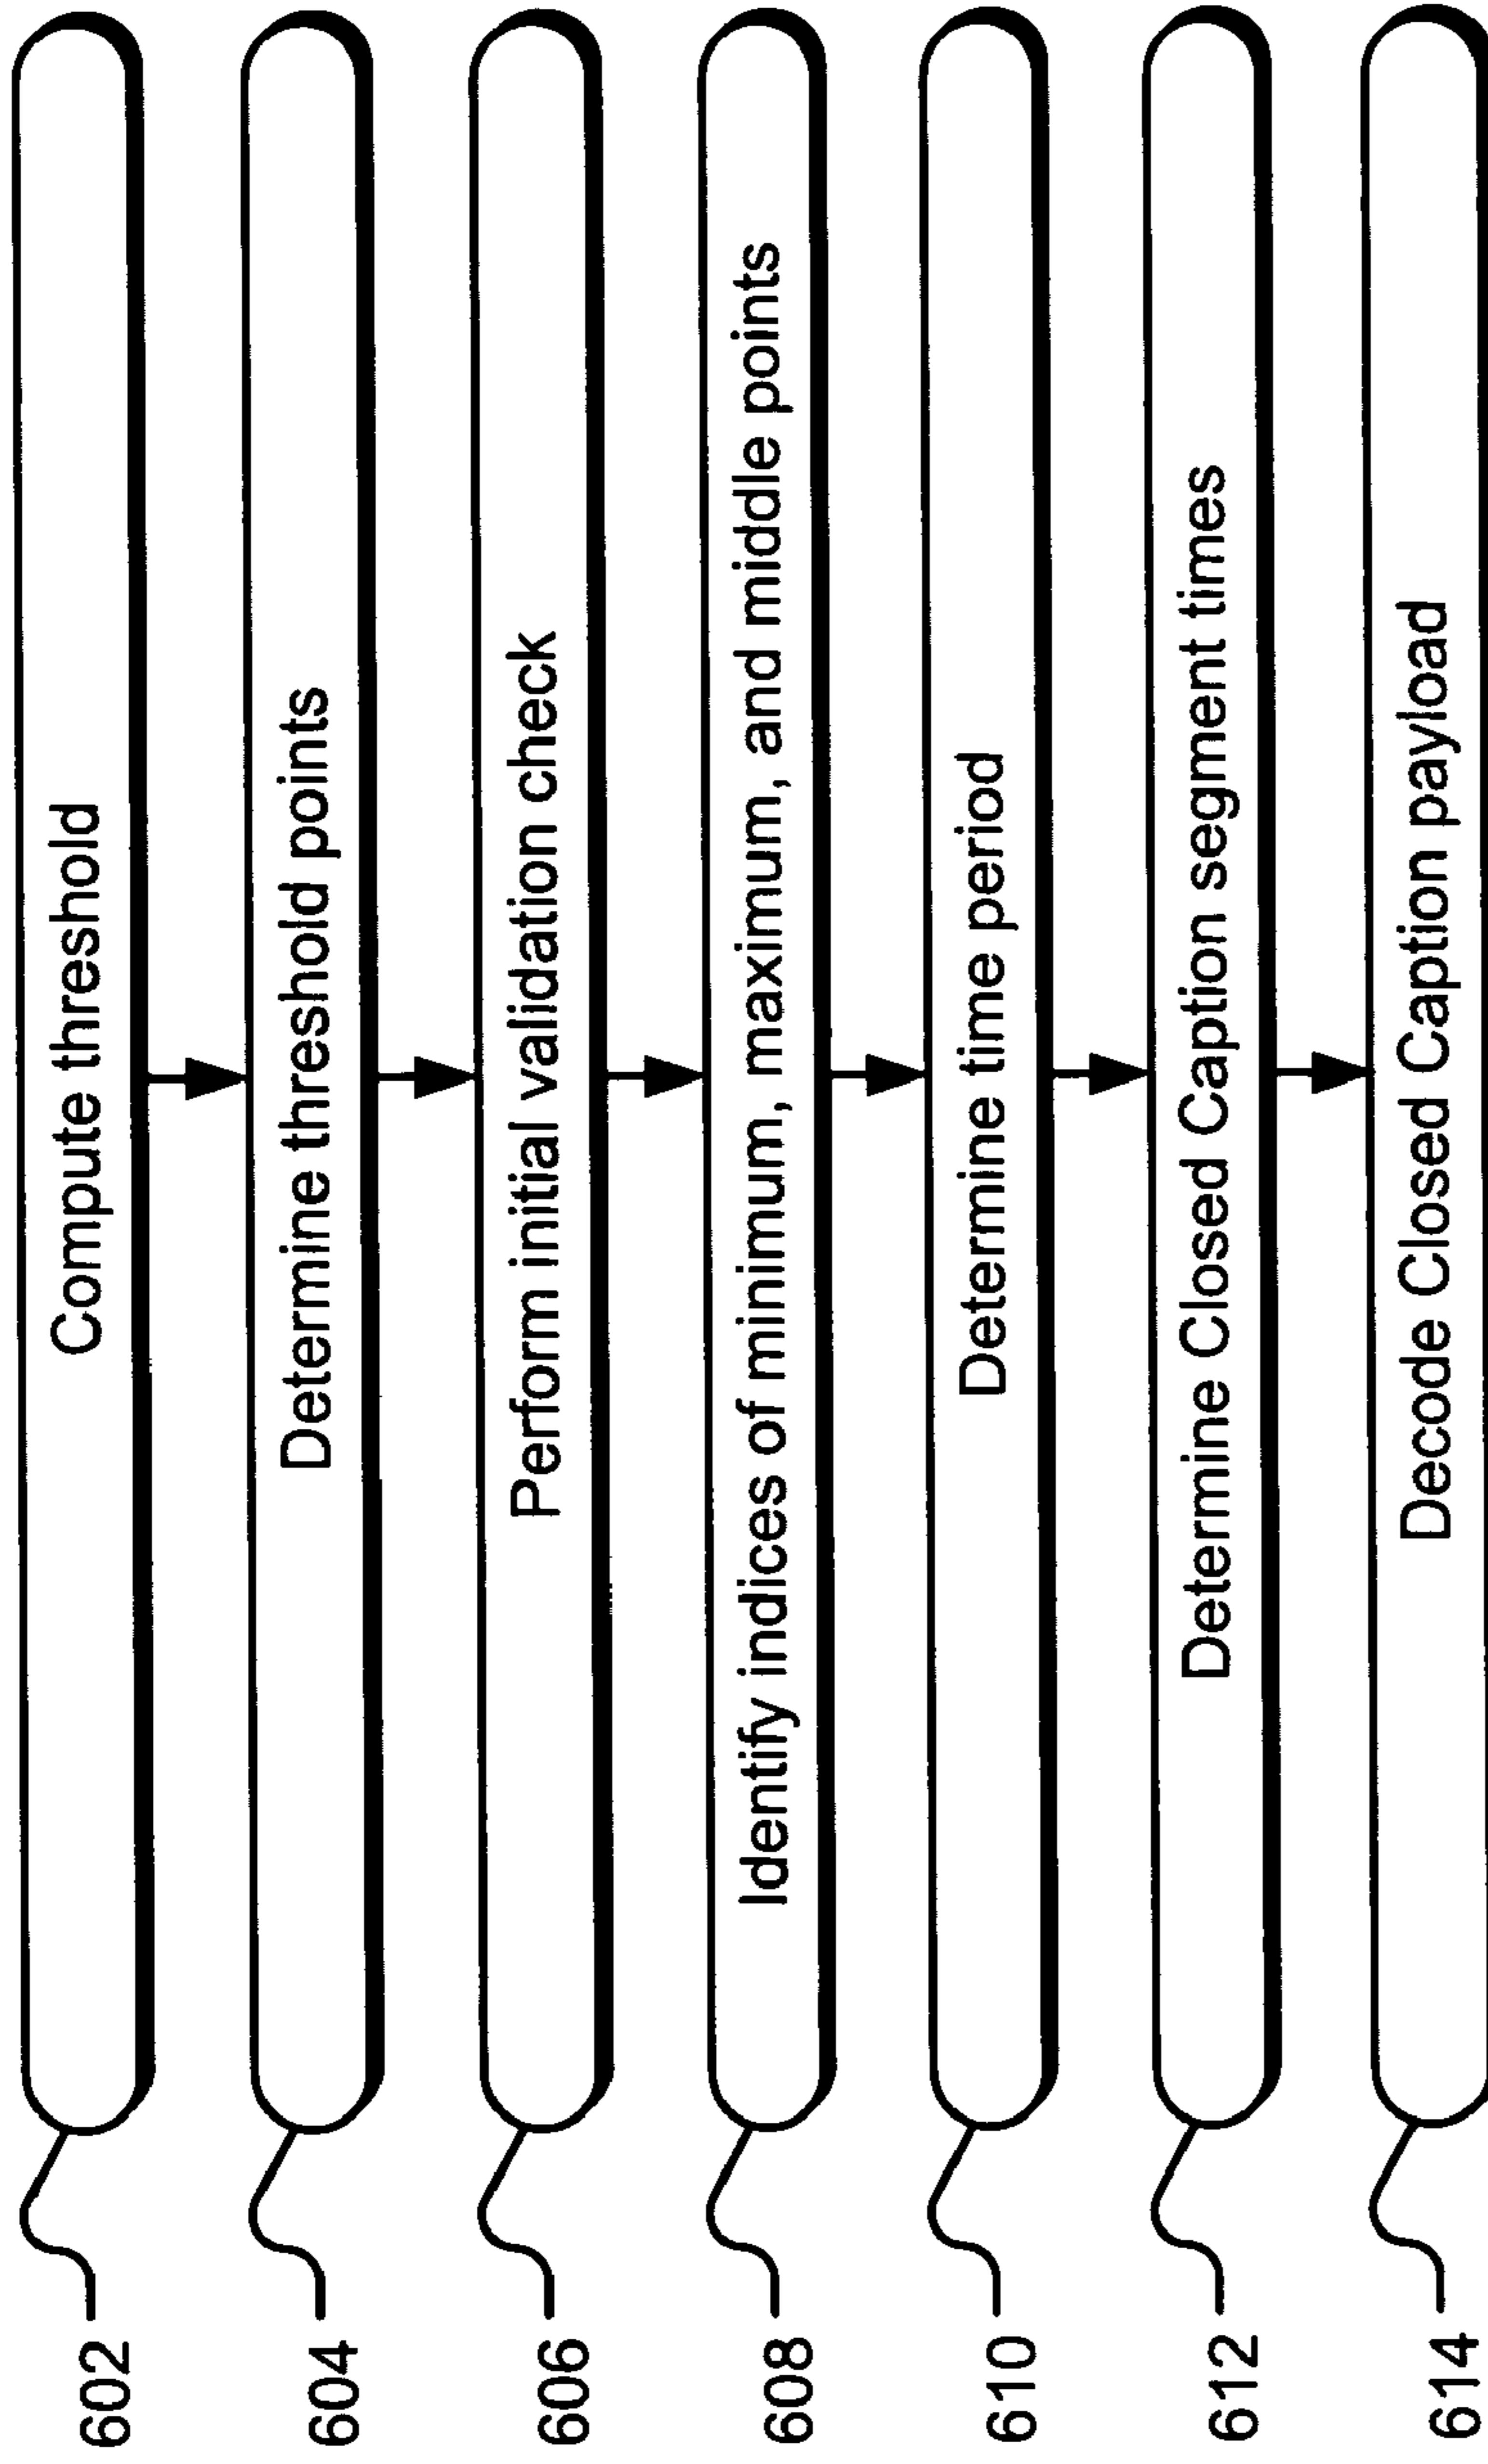 602
Compute threshold
604
Determine threshold points
606
Perform initial validation check
608
Identify indices of minimum, maximum, and middle points
610
Determine time period
612
Determine Closed Caption segment times
614
Decode Closed Caption payload